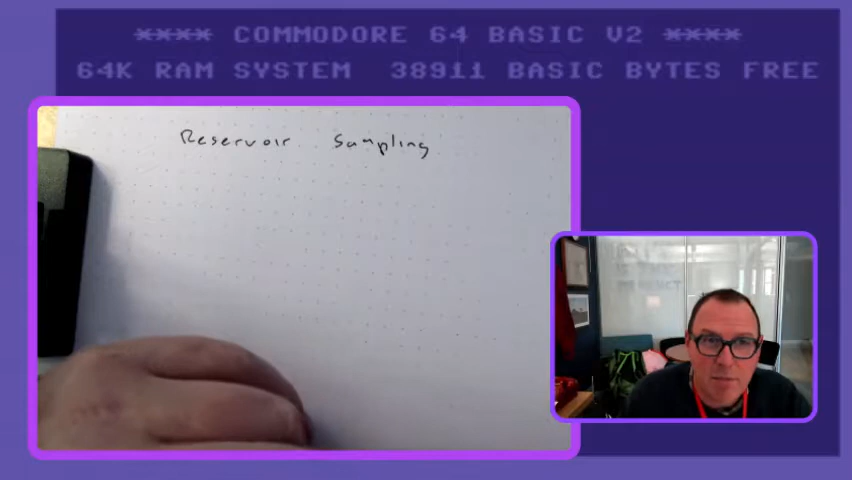 **** COMMODORE 64 BASIC V2 ****
64K RAM SYSTEM 38911 BASIC BYTES FREE
Reservoir Sampling